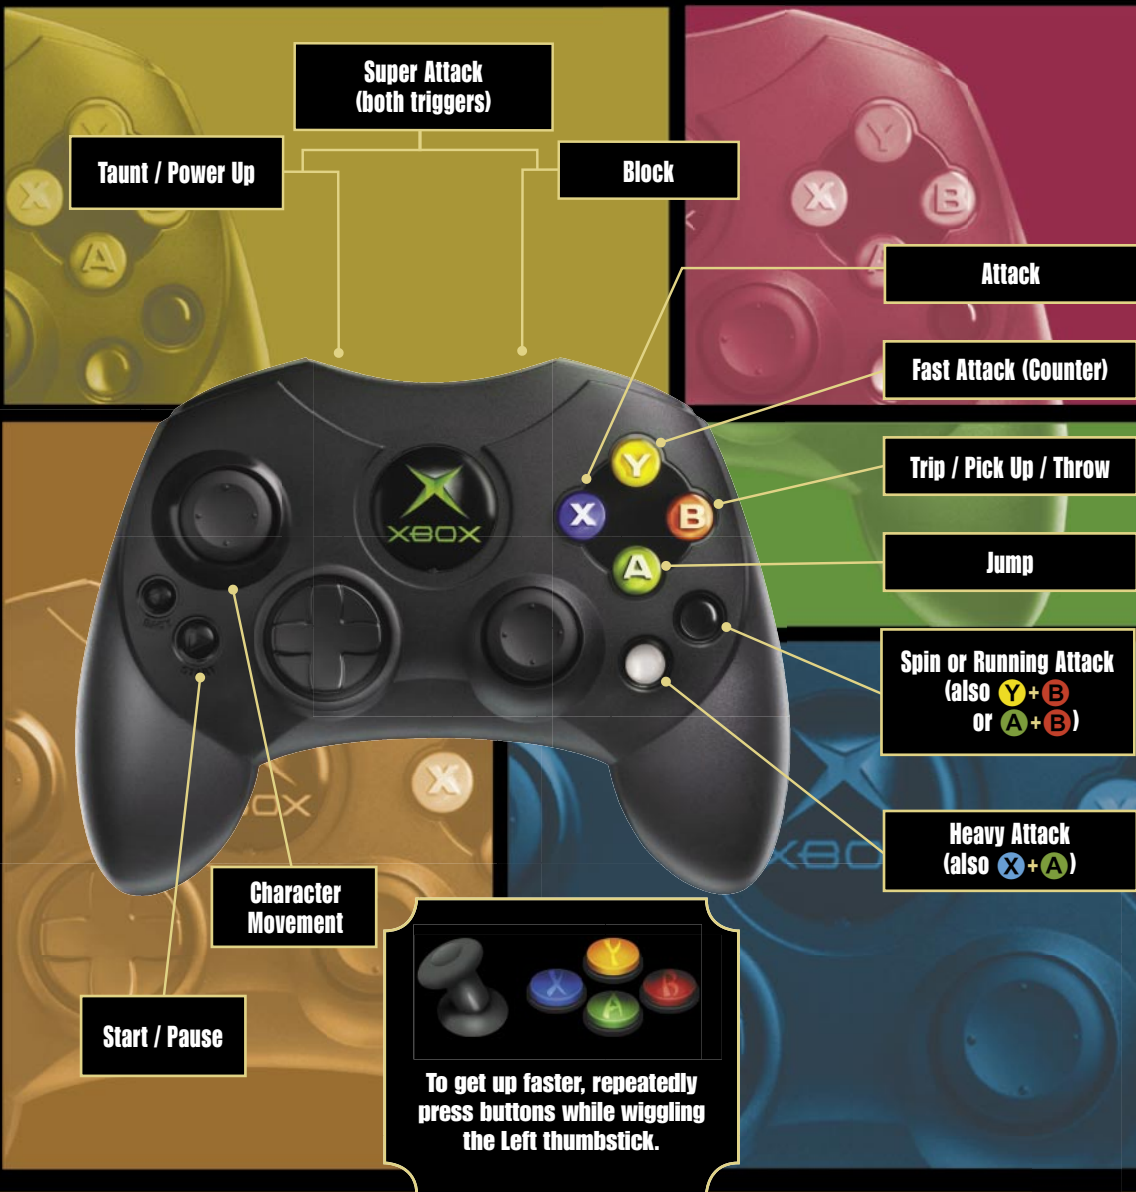 Super Attack
(both triggers)
Taunt / Power Up
Block
Y
X
A
Y
X
B
A
Attack
Fast Attack (Counter)
Trip / Pick Up / Throw
Jump
Y
X
B
A
XBOX
Spin or Running Attack
(also Y+B
or A+B)
Heavy Attack
(also X+A)
X
BOX
XBO
Character
Movement
Start / Pause
Y
X
B
A
To get up faster, repeatedly
press buttons while wiggling
the Left thumbstick.